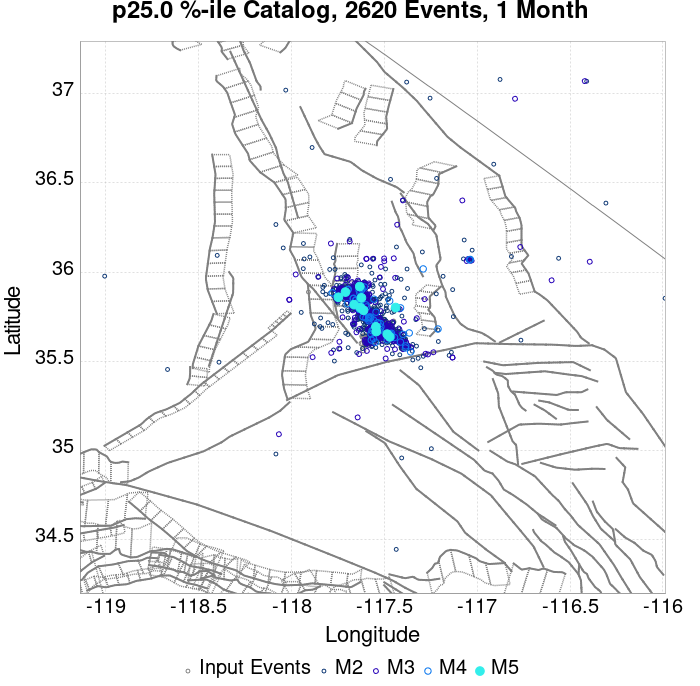 p25.0 %-ile Catalog, 2620 Events, 1 Month
37
36.5
36
35.5
35
34.5
Latitude
-119 -118.5 -118 -117.5 -117 -116.5 -116
Longitude
Input Events M2 M3 M4 M5